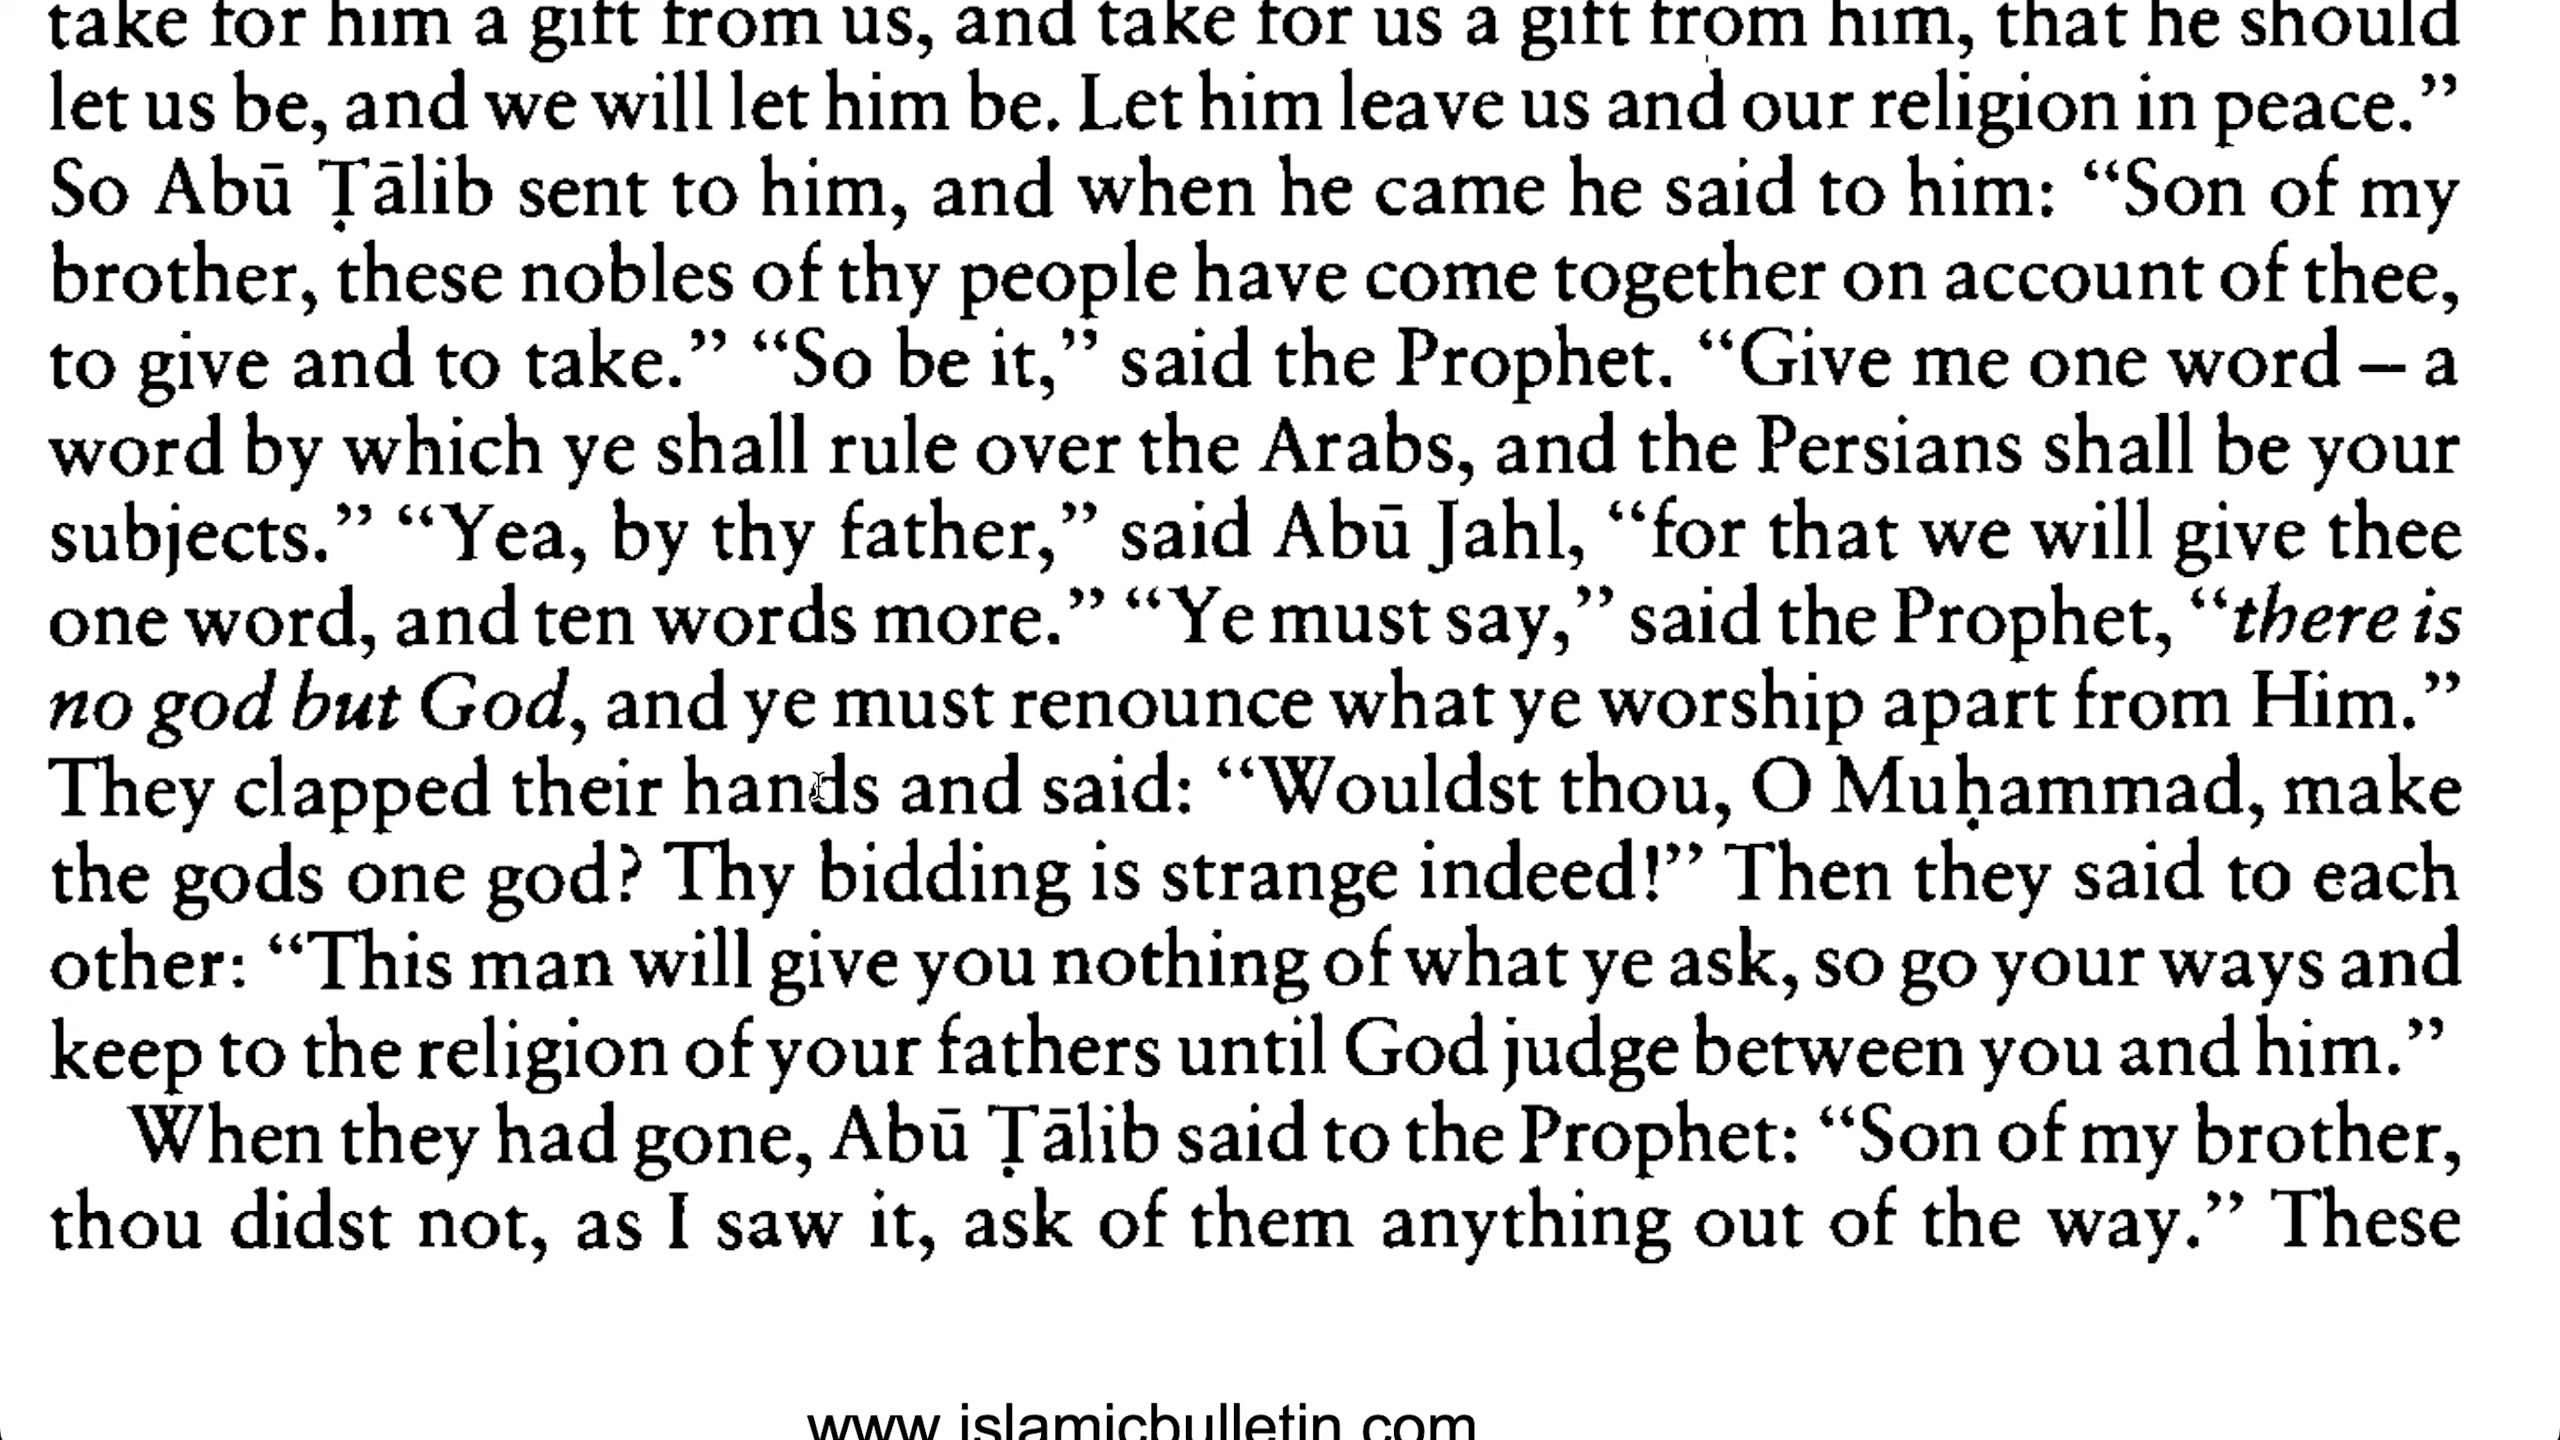 take for him a gift from us, and take for us a gift from him, that he should
let us be, and we will let him be. Let him leave us and our religion in peace.”
So Abū Ṭālib sent to him, and when he came he said to him: “Son of my
brother, these nobles of thy people have come together on account of thee,
to give and to take.” “So be it,” said the Prophet. “Give me one word – a
word by which ye shall rule over the Arabs, and the Persians shall be your
subjects.” “Yea, by thy father,” said Abū Jahl, “for that we will give thee
one word, and ten words more.” “Ye must say,” said the Prophet, “there is
no god but God, and ye must renounce what ye worship apart from Him.”
They clapped their hands and said: “Wouldst thou, O Muḥammad, make
the gods one god? Thy bidding is strange indeed!” Then they said to each
other: “This man will give you nothing of what ye ask, so go your ways and
keep to the religion of your fathers until God judge between you and him.”
When they had gone, Abū Ṭālib said to the Prophet: “Son of my brother,
thou didst not, as I saw it, ask of them anything out of the way.” These
www.islamicbulletin.com